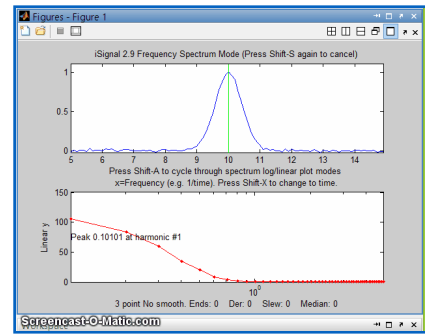 Figures - Figure 1
iSignal 2.9 Frequency Spectrum Mode (Press Shift-S again to cancel)
1
0.5
0
5 6 7 8 9 10 11 12 13 14
Press Shift-A to cycle through spectrum log/linear plot modes
x=Frequency (e.g. 1/time). Press Shift-X to change to time.
150
100
50
0
Linear y
Peak 0.10101 at harmonic #1
10^0
3 point No smooth. Ends: 0 Der: 0 Slew: 0 Median: 0
Screencast-O-Matic.com